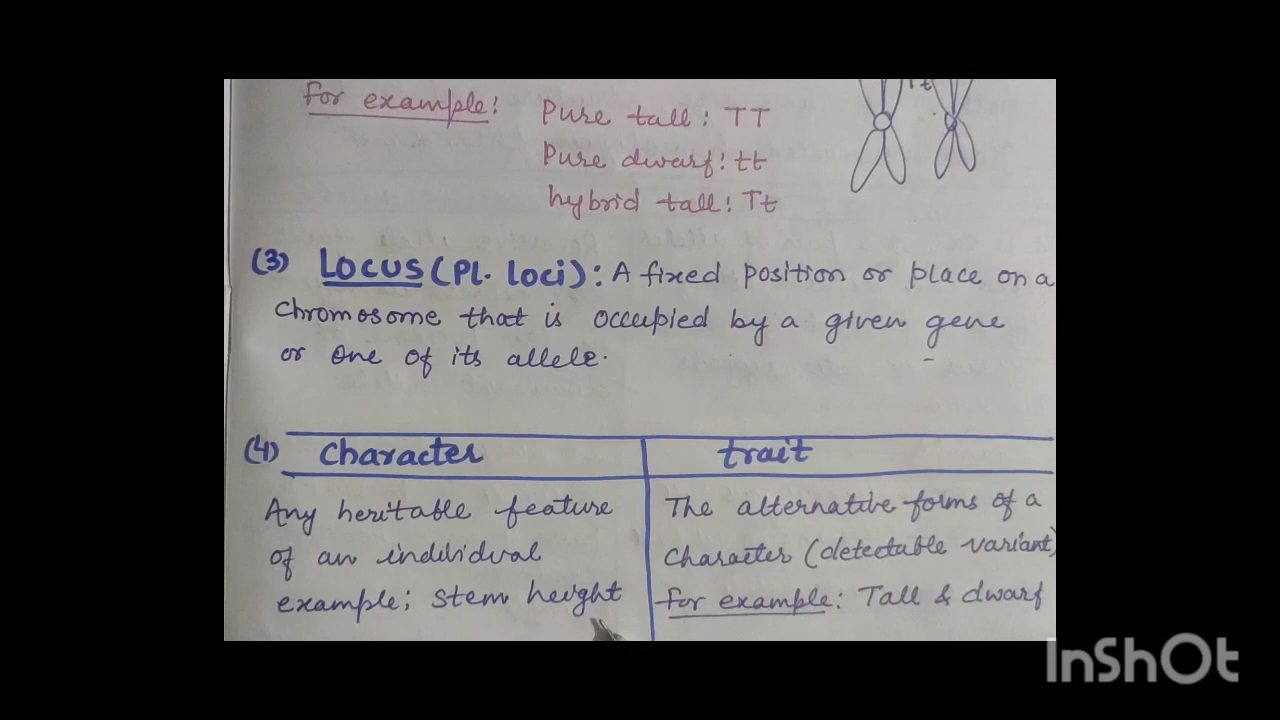 for example:
Pure tall: TT
Pure dwarf: tt
hybrid tall: Tt
t
(3) Locus (Pl. loci): A fixed position or place on a
chromosome that is occupied by a given gene
or one of its allele.
(4) character trait
Any heritable feature
of an individual
example; stem height
The alternative forms of a
character (detectable variant)
for example: Tall & dwarf
InShOt